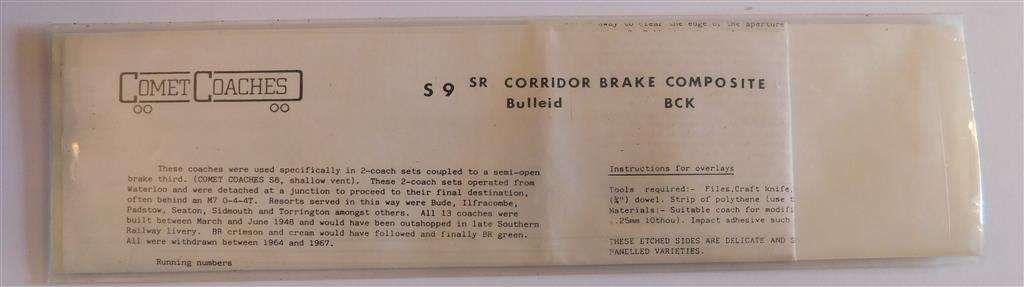 away to clear the edge of the aperture
COMET COACHES
S 9 SR CORRIDOR BRAKE COMPOSITE
Bulleid BCK
These coaches were used specifically in 2-coach sets coupled to a semi-open
brake third. (COMET COACHES S8, shallow vent). These 2-coach sets operated from
Waterloo and were detached at a junction to proceed to their final destination,
often behind an M7 0-4-4T. Resorts served in this way were Bude, Ilfracombe,
Padstow, Seaton, Sidmouth and Torrington amongst others. All 13 coaches were
built between March and June 1948 and would have been outshopped in late Southern
Railway livery. BR crimson and cream would have followed and finally BR green.
All were withdrawn between 1964 and 1967.
Running numbers
Instructions for overlays
Tools required:- Files,Craft knife,
(¼") dowel. Strip of polythene (use
Materials:- Suitable coach for modifi
.25mm 10thou). Impact adhesive such
THESE ETCHED SIDES ARE DELICATE AND S
PANELLED VARIETIES.